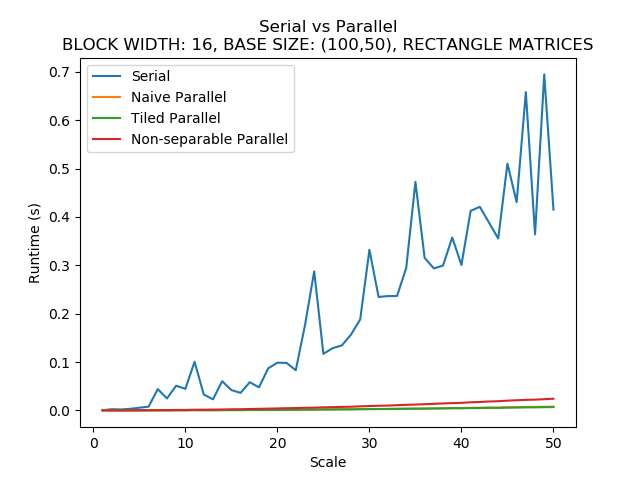 Serial vs Parallel
BLOCK WIDTH: 16, BASE SIZE: (100,50), RECTANGLE MATRICES
Serial
Naive Parallel
Tiled Parallel
Non-separable Parallel
Runtime (s)
0.7
0.6
0.5
0.4
0.3
0.2
0.1
0.0
0
10
20
30
40
50
Scale